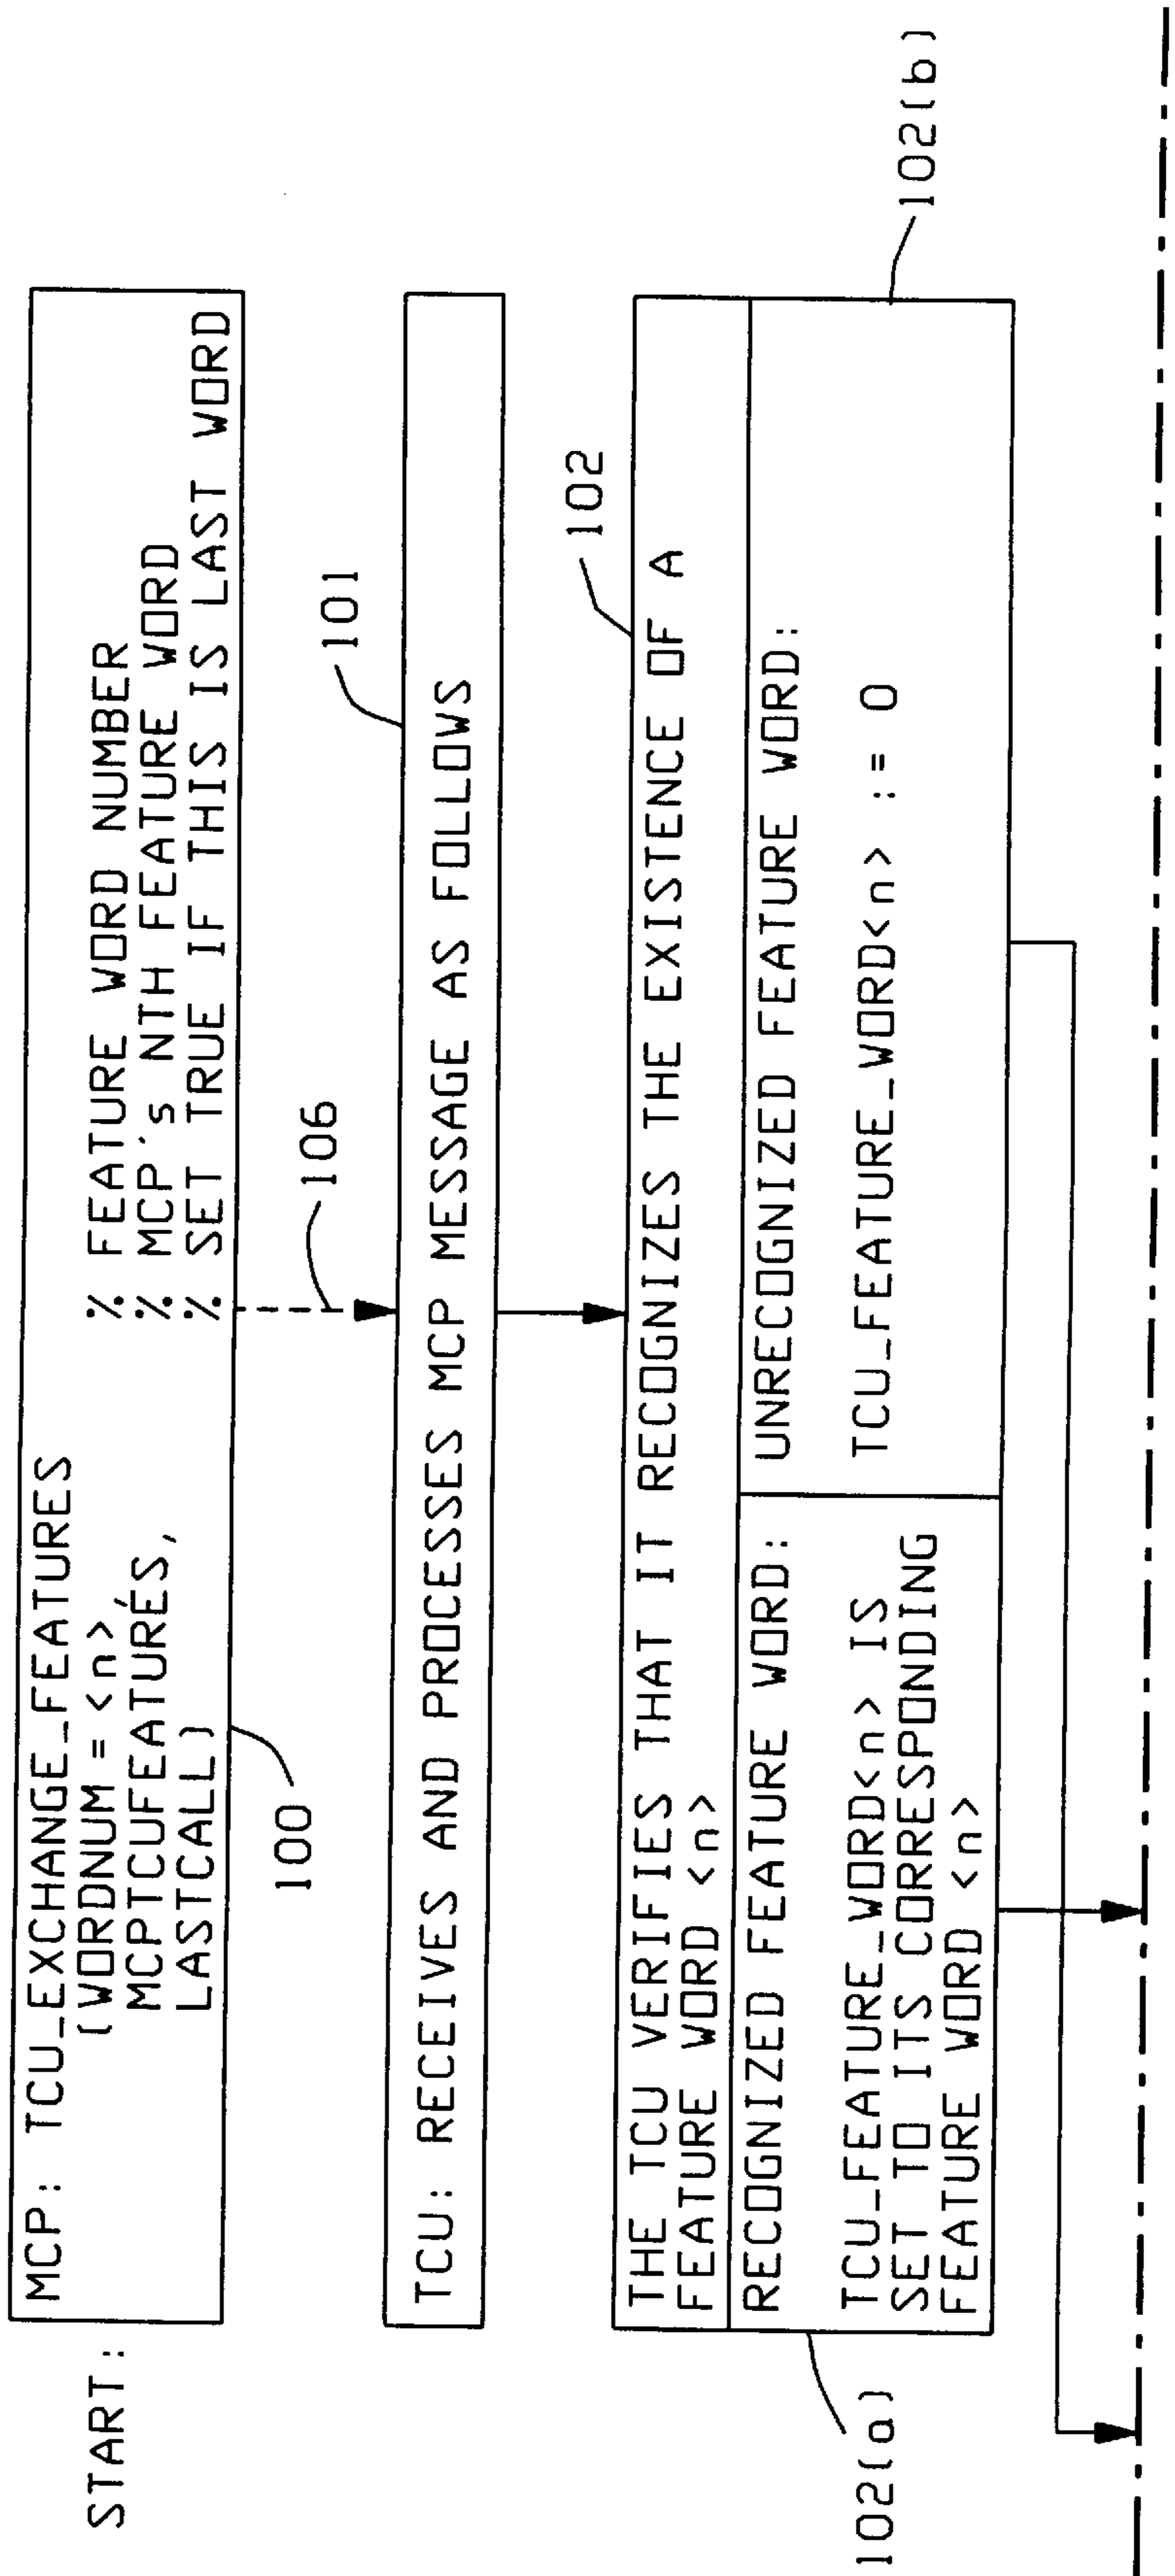 START:
MCP: TCU_EXCHANGE_FEATURES
(WORDNUM = <n>, % FEATURE WORD NUMBER
MCPTCUFEATURES, % MCP's NTH FEATURE WORD
LASTCALL) % SET TRUE IF THIS IS LAST WORD
100
106
101
TCU: RECEIVES AND PROCESSES MCP MESSAGE AS FOLLOWS
102
THE TCU VERIFIES THAT IT RECOGNIZES THE EXISTENCE OF A
FEATURE WORD <n>
RECOGNIZED FEATURE WORD:
TCU_FEATURE_WORD<n> IS
SET TO ITS CORRESPONDING
FEATURE WORD <n>
UNRECOGNIZED FEATURE WORD:
TCU_FEATURE_WORD<n> := 0
102(a)
102(b)